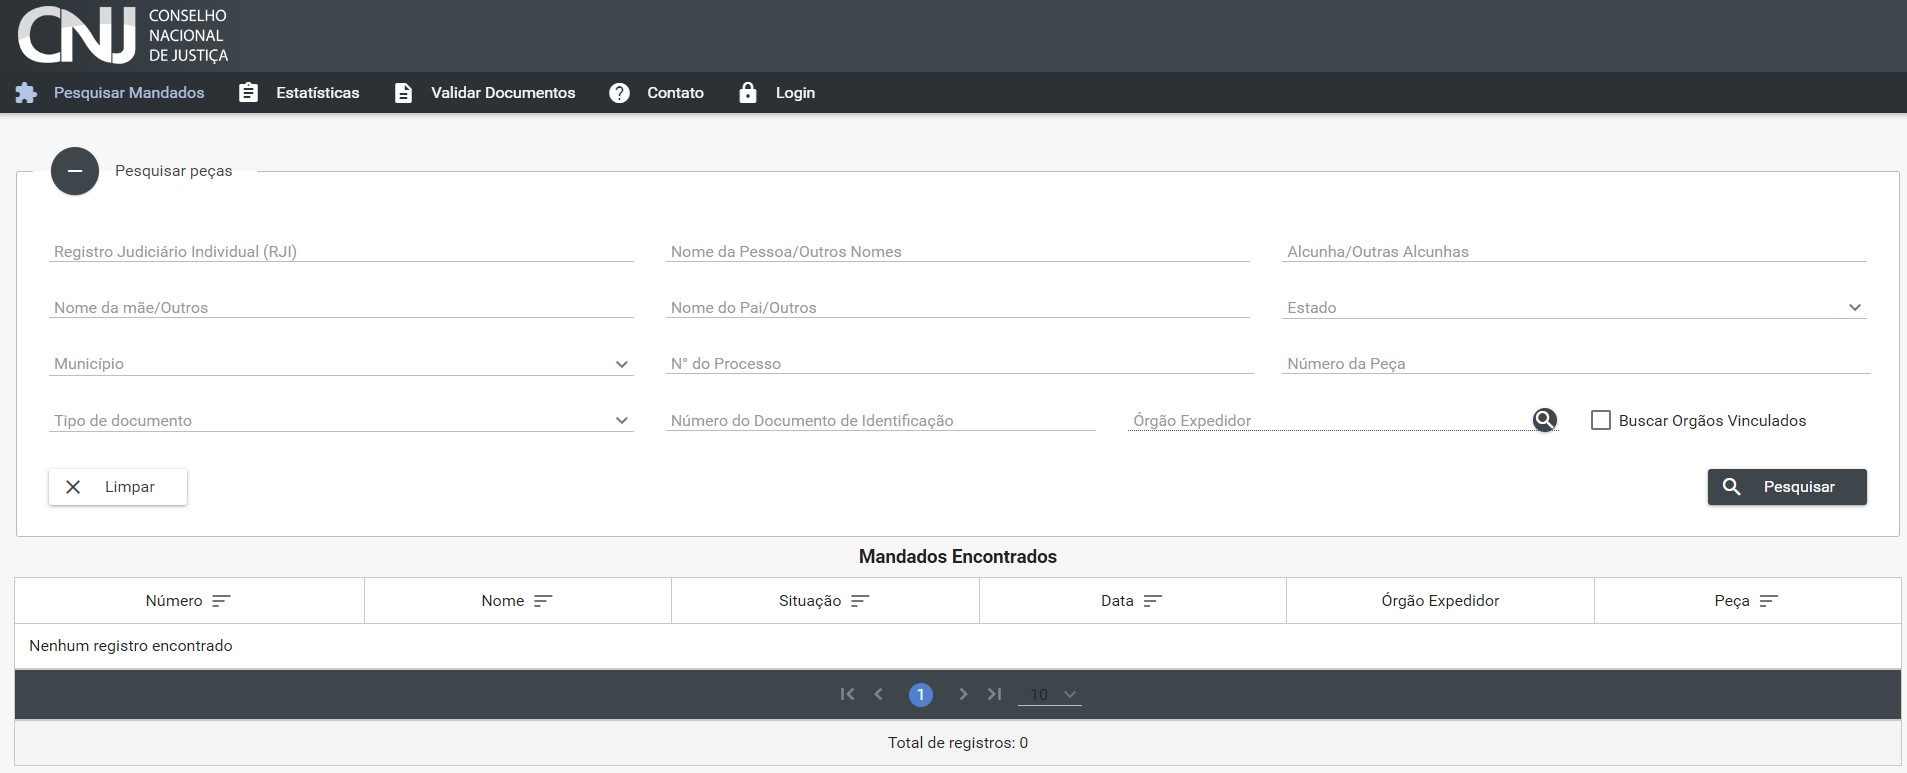 CNJ CONSELHO
NACIONAL
DE JUSTIÇA
Pesquisar Mandados Estatísticas Validar Documentos Contato Login
Pesquisar peças
Registro Judiciário Individual (RJI) Nome da Pessoa/Outros Nomes Alcunha/Outras Alcunhas
Nome da mãe/Outros Nome do Pai/Outros Estado
Município N° do Processo Número da Peça
Tipo de documento Número do Documento de Identificação Órgão Expedidor Buscar Orgãos Vinculados
Limpar Pesquisar
Mandados Encontrados
Número Nome Situação Data Órgão Expedidor Peça
Nenhum registro encontrado
1 10
Total de registros: 0